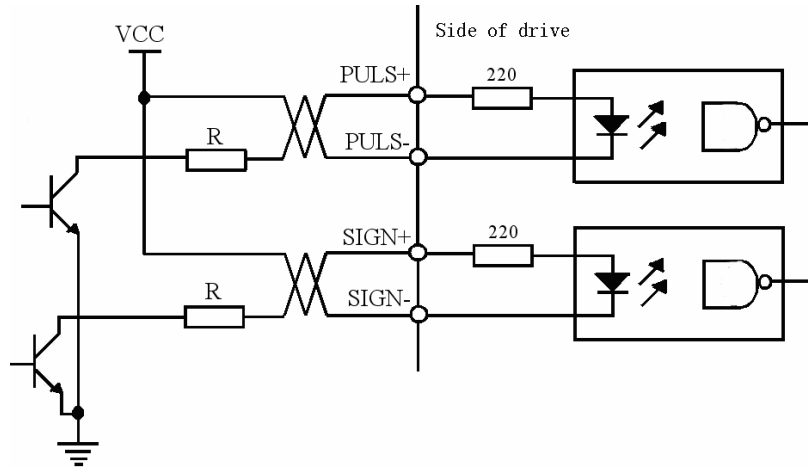 Side of drive
VCC
PULS+
220
R
PULS-
SIGN+
220
R
SIGN-